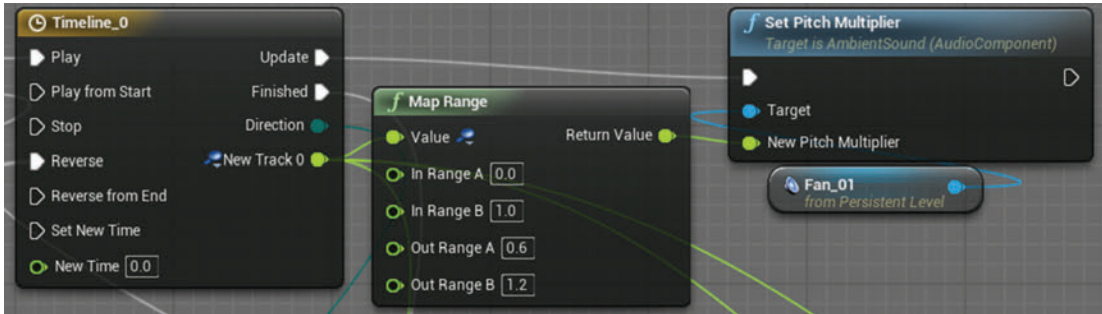 Timeline_0
Play
Update
Play from Start
Finished
Stop
Direction
Reverse
New Track 0
Reverse from End
Set New Time
New Time 0.0
f Map Range
Value
Return Value
In Range A 0.0
In Range B 1.0
Out Range A 0.6
Out Range B 1.2
f Set Pitch Multiplier
Target is AmbientSound (AudioComponent)
Target
New Pitch Multiplier
Fan_01
from Persistent Level